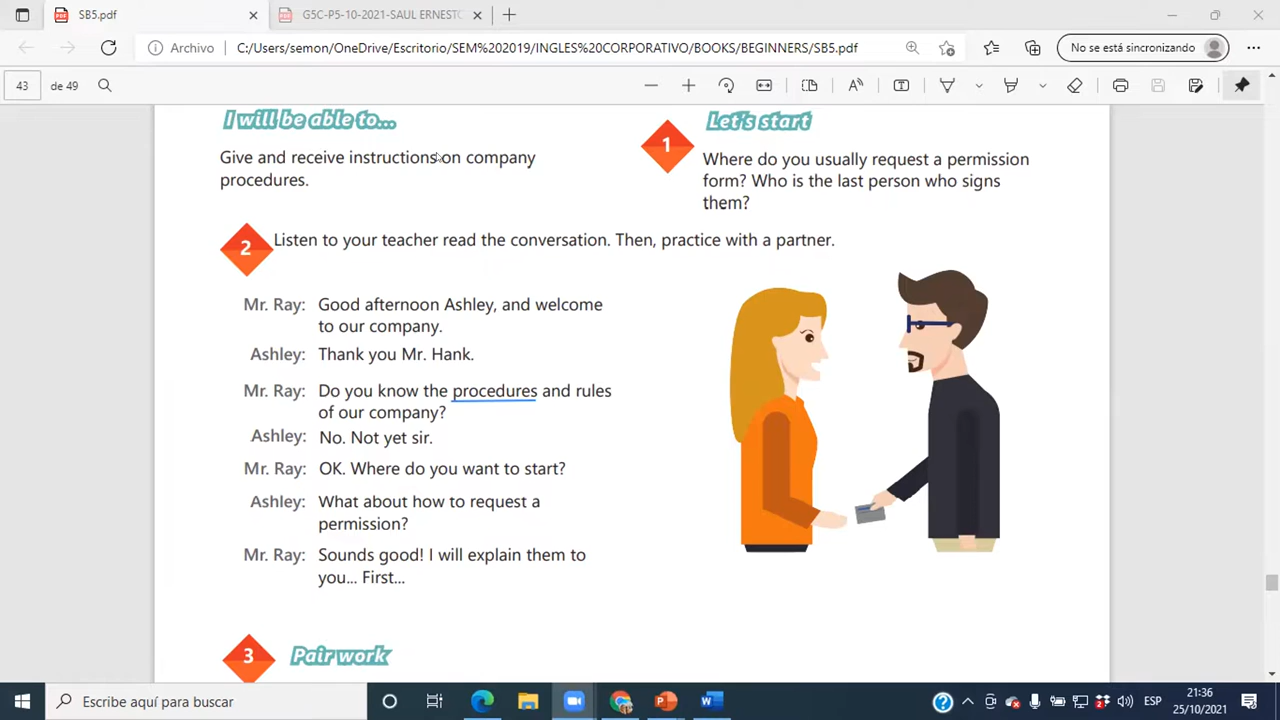 SB5.pdf
G5C-P5-10-2021-SAUL ERNESTO
Archivo
C:/Users/semon/OneDrive/Escritorio/SEM%202019/INGLES%20CORPORATIVO/BOOKS/BEGINNERS/SB5.pdf
No se está sincronizando
43
de 49
I will be able to...
Give and receive instructions on company
procedures.
1
Let's start
Where do you usually request a permission
form? Who is the last person who signs
them?
2
Listen to your teacher read the conversation. Then, practice with a partner.
Mr. Ray: Good afternoon Ashley, and welcome
to our company.
Ashley: Thank you Mr. Hank.
Mr. Ray: Do you know the procedures and rules
of our company?
Ashley: No. Not yet sir.
Mr. Ray: OK. Where do you want to start?
Ashley: What about how to request a
permission?
Mr. Ray: Sounds good! I will explain them to
you... First...
3
Pair work
Escribe aquí para buscar
ESP
21:36
25/10/2021